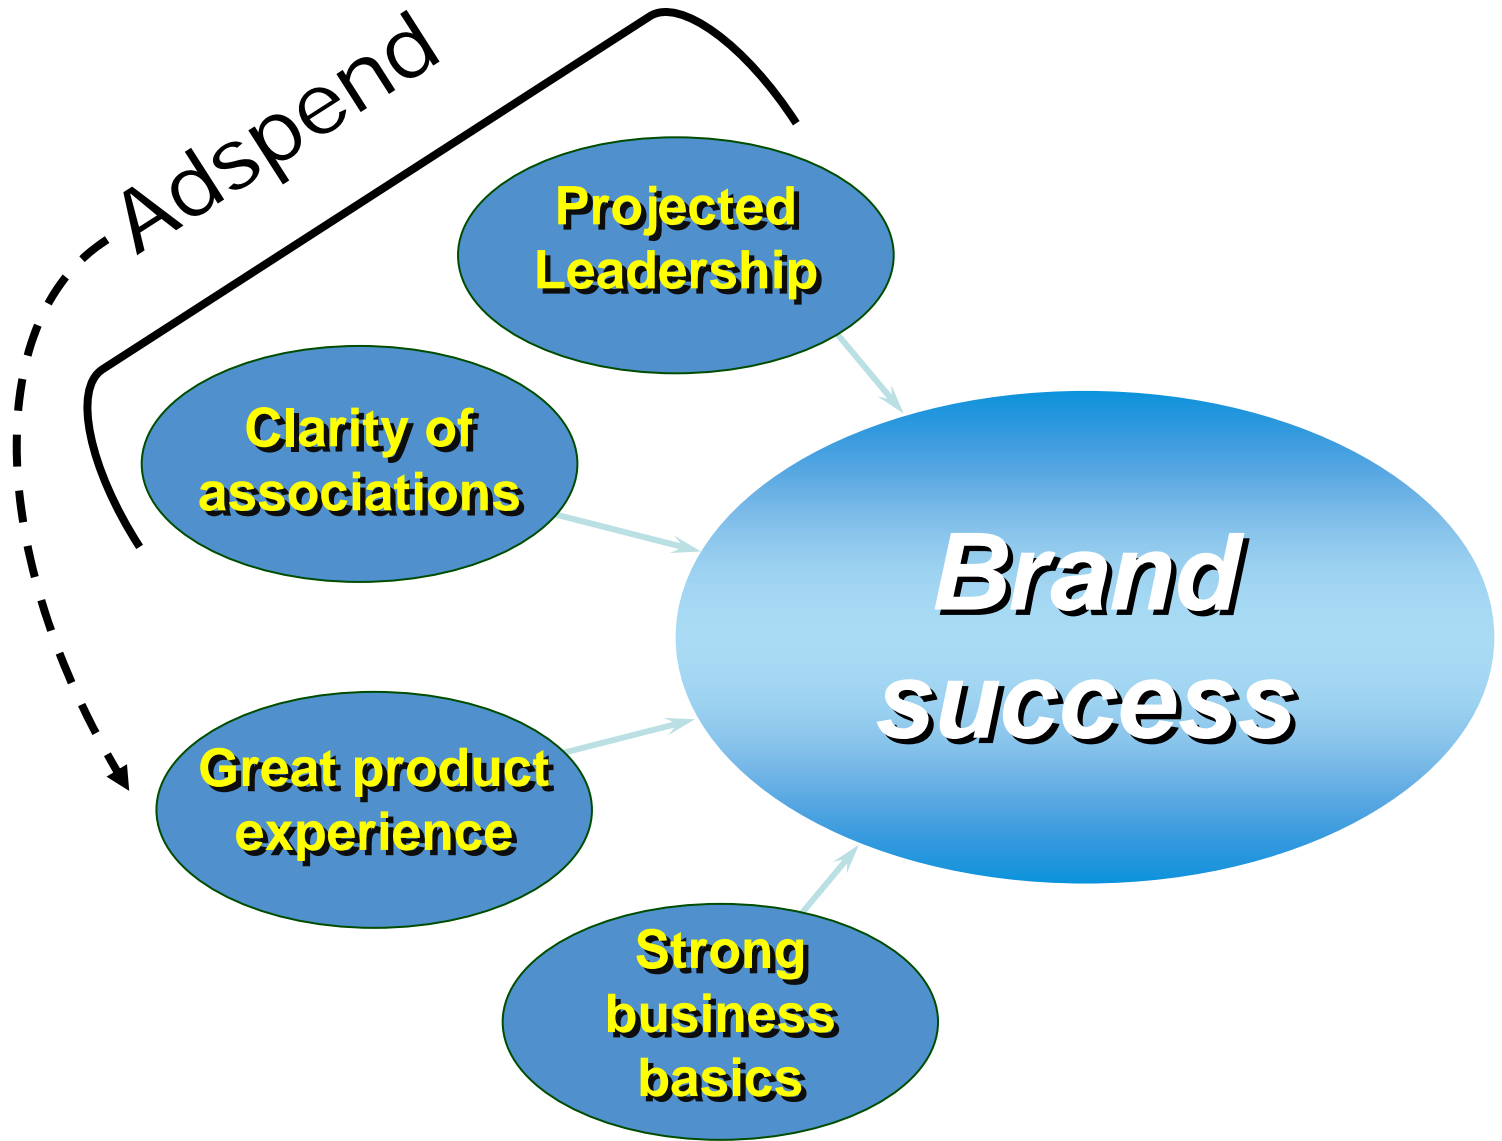 Adspend
Projected
Leadership
Clarity of
associations
Brand
success
Great product
experience
Strong
business
basics